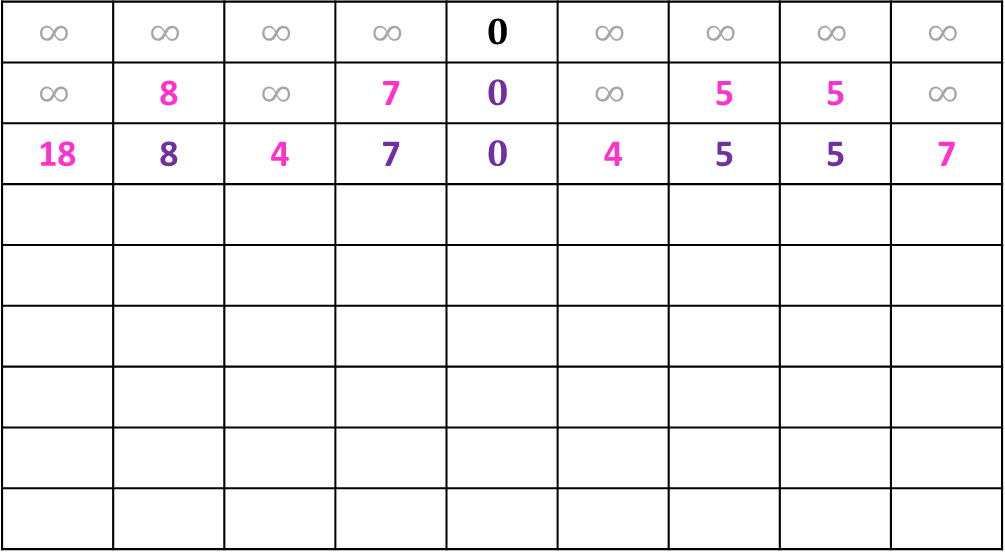 ∞ ∞ ∞ ∞ 0 ∞ ∞ ∞ ∞
∞ 8 ∞ 7 0 ∞ 5 5 ∞
18 8 4 7 0 4 5 5 7